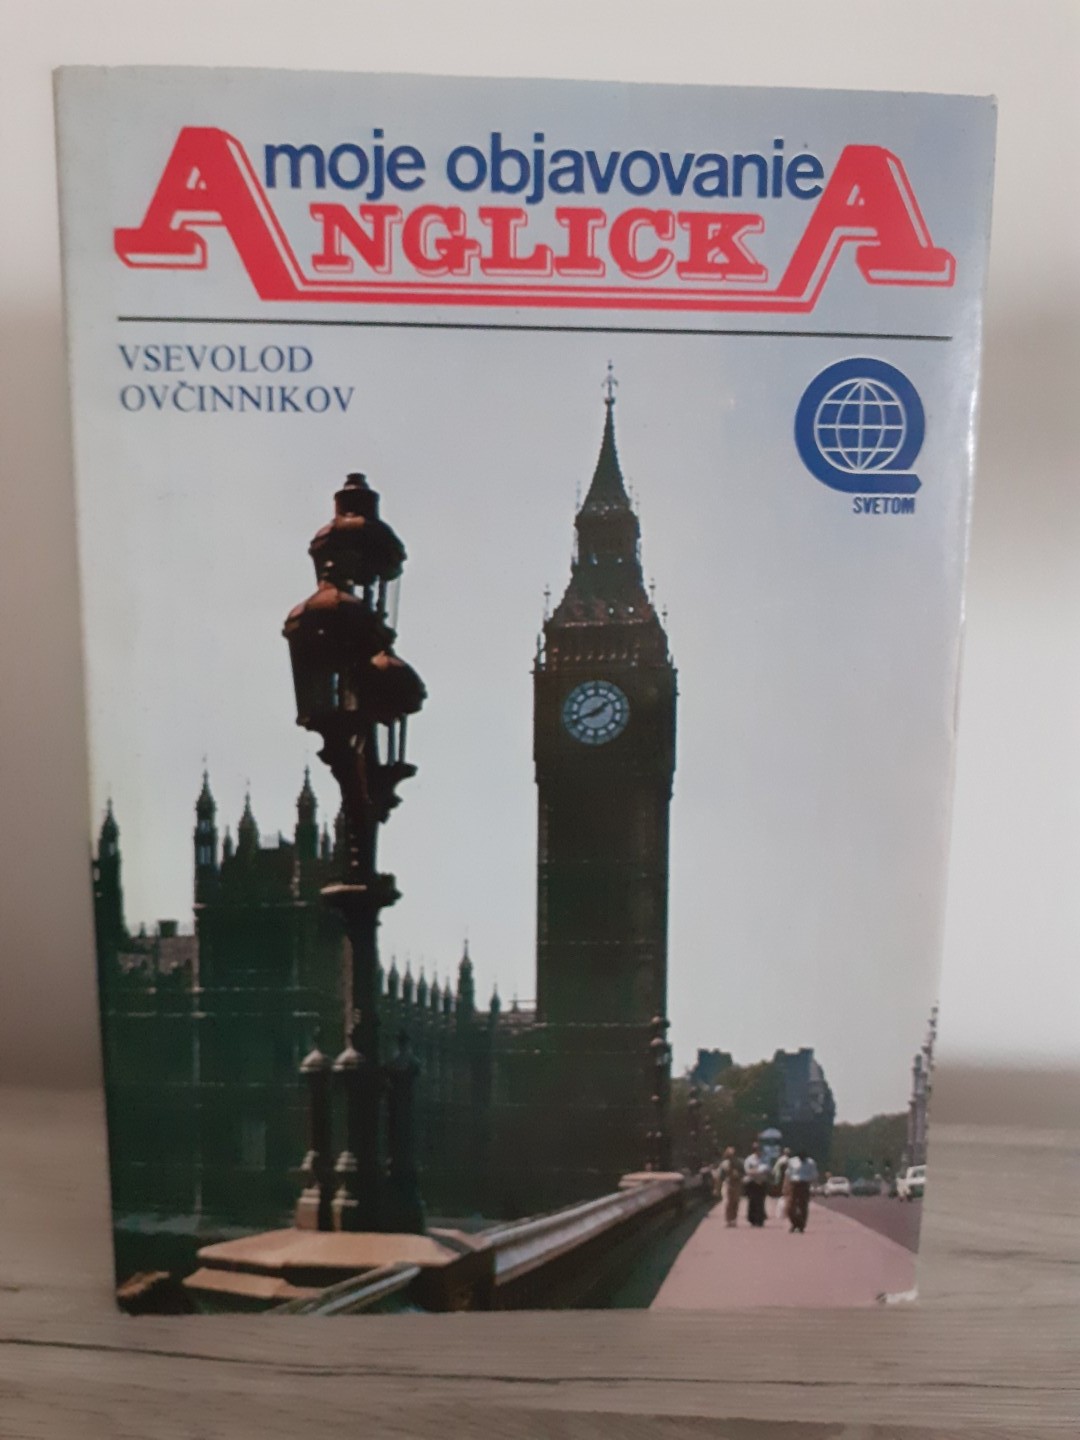 moje objavovanie
ANGLICKA
VSEVOLOD
OVČINNIKOV
SVETOM